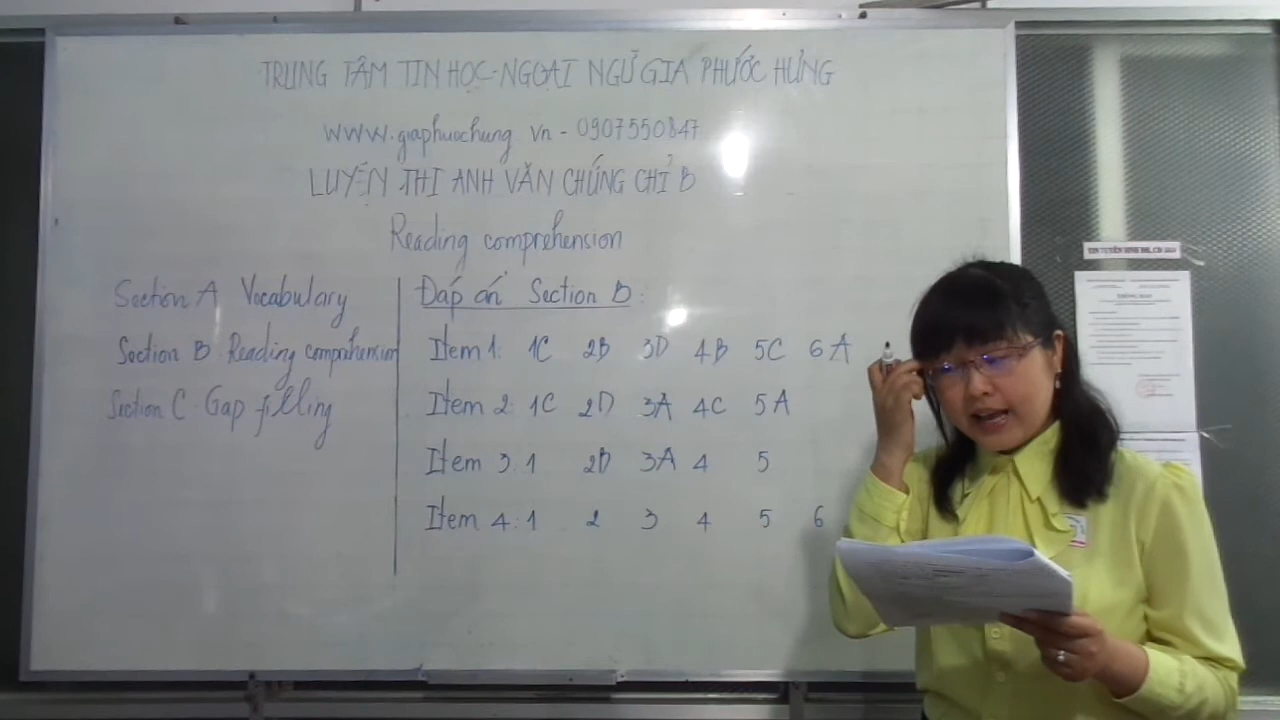 TRUNG TÂM TIN HỌC-NGOẠI NGỮ GIA PHƯỚC HƯNG
WWW.giaphuochung vn - 0907550847
LUYỆN THI ANH VĂN CHỨNG CHỈ B
Reading comprehension
Section A Vocabulary
Section B Reading comprehension
Section C Gap filling
Đáp án Section B:
Item 1: 1C 2B 3D 4B 5C 6A
Item 2: 1C 2D 3A 4C 5A
Item 3: 1 2B 3A 4 5
Item 4: 1 2 3 4 5 6
THÔNG BÁO